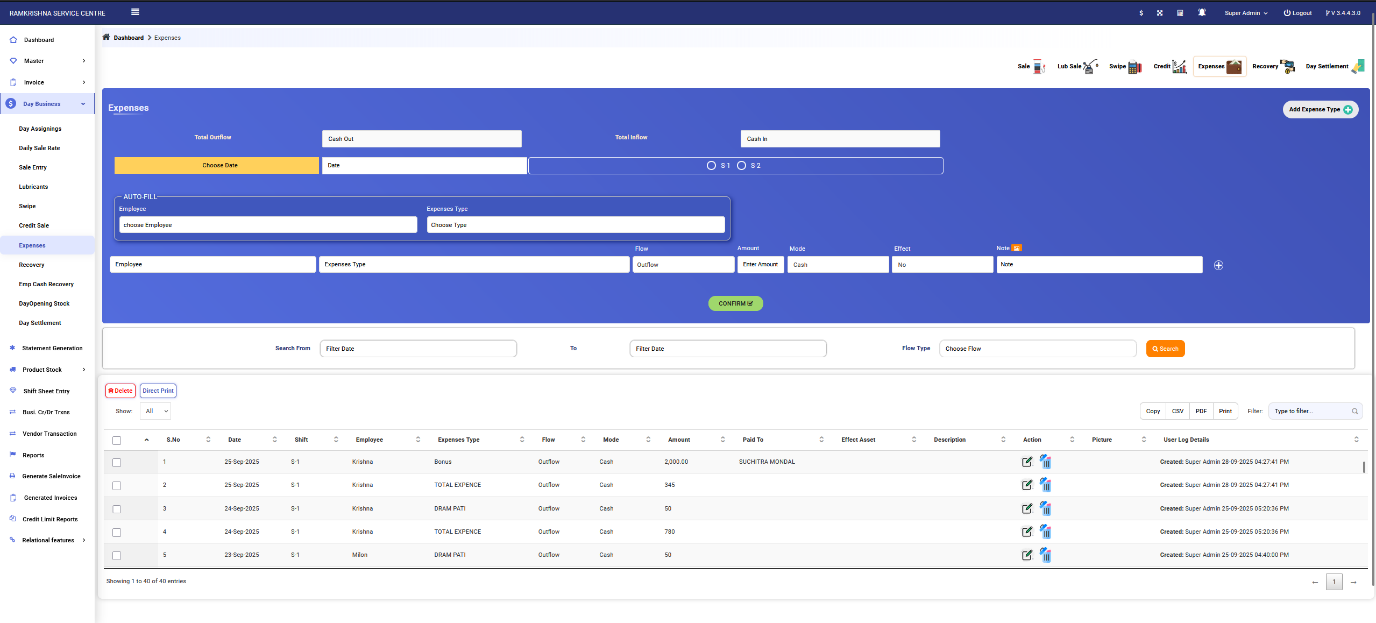 RAMKRISHNA SERVICE CENTRE
$ Super Admin Logout V 3.4.4.3.0
Dashboard
Master
Invoice
Day Business
Day Assignings
Daily Sale Rate
Sale Entry
Lubricants
Swipe
Credit Sale
Expenses
Recovery
Emp Cash Recovery
DayOpening Stock
Day Settlement
Statement Generation
Product Stock
Shift Sheet Entry
Busi. Cr/Dr Trxns
Vendor Transaction
Reports
Generate SaleInvoice
Generated Invoices
Credit Limit Reports
Relational features
Dashboard > Expenses
Sale Lub Sale Swipe Credit Expenses Recovery Day Settlement
Expenses
Add Expense Type
Total Outflow Cash Out Total Inflow Cash In
Choose Date Date S 1 S 2
AUTO-FILL
Employee Expenses Type
choose Employee Choose Type
Flow Amount Mode Effect Note
Employee Expenses Type Outflow Enter Amount Cash No Note
CONFIRM
Search From Filter Date To Filter Date Flow Type Choose Flow Search
Delete Direct Print
Show: All Copy CSV PDF Print Filter: Type to filter...
S.No Date Shift Employee Expenses Type Flow Mode Amount Paid To Effect Asset Description Action Picture User Log Details
1 25-Sep-2025 S-1 Krishna Bonus Outflow Cash 2,000.00 SUCHITRA MONDAL Created: Super Admin 28-09-2025 04:27:41 PM
2 25-Sep-2025 S-1 Krishna TOTAL EXPENCE Outflow Cash 345 Created: Super Admin 28-09-2025 04:27:41 PM
3 24-Sep-2025 S-1 Krishna DRAM PATI Outflow Cash 50 Created: Super Admin 25-09-2025 05:20:36 PM
4 24-Sep-2025 S-1 Krishna TOTAL EXPENCE Outflow Cash 780 Created: Super Admin 25-09-2025 05:20:36 PM
5 23-Sep-2025 S-1 Milon DRAM PATI Outflow Cash 50 Created: Super Admin 25-09-2025 04:40:00 PM
Showing 1 to 40 of 40 entries
← 1 →